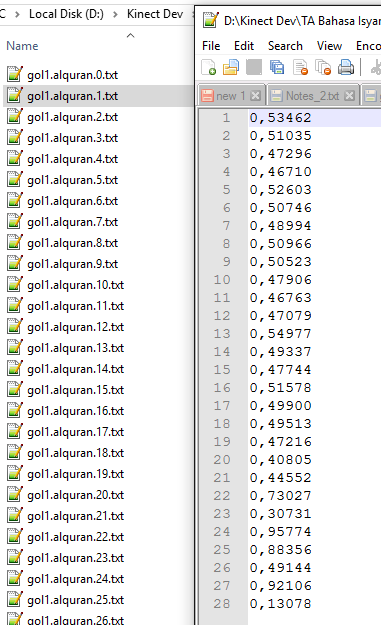 C > Local Disk (D:) > Kinect Dev >
Name
gol1.alquran.0.txt
gol1.alquran.1.txt
gol1.alquran.2.txt
gol1.alquran.3.txt
gol1.alquran.4.txt
gol1.alquran.5.txt
gol1.alquran.6.txt
gol1.alquran.7.txt
gol1.alquran.8.txt
gol1.alquran.9.txt
gol1.alquran.10.txt
gol1.alquran.11.txt
gol1.alquran.12.txt
gol1.alquran.13.txt
gol1.alquran.14.txt
gol1.alquran.15.txt
gol1.alquran.16.txt
gol1.alquran.17.txt
gol1.alquran.18.txt
gol1.alquran.19.txt
gol1.alquran.20.txt
gol1.alquran.21.txt
gol1.alquran.22.txt
gol1.alquran.23.txt
gol1.alquran.24.txt
gol1.alquran.25.txt
gol1.alquran.26.txt
D:\Kinect Dev\TA Bahasa Isyar
File Edit Search View Enco
new 1 Notes_2.txt gol
1 0,53462
2 0,51035
3 0,47296
4 0,46710
5 0,52603
6 0,50746
7 0,48994
8 0,50966
9 0,50523
10 0,47906
11 0,46763
12 0,47079
13 0,54977
14 0,49337
15 0,47744
16 0,51578
17 0,49900
18 0,49513
19 0,47216
20 0,40805
21 0,44552
22 0,73027
23 0,30731
24 0,95774
25 0,88356
26 0,49144
27 0,92106
28 0,13078